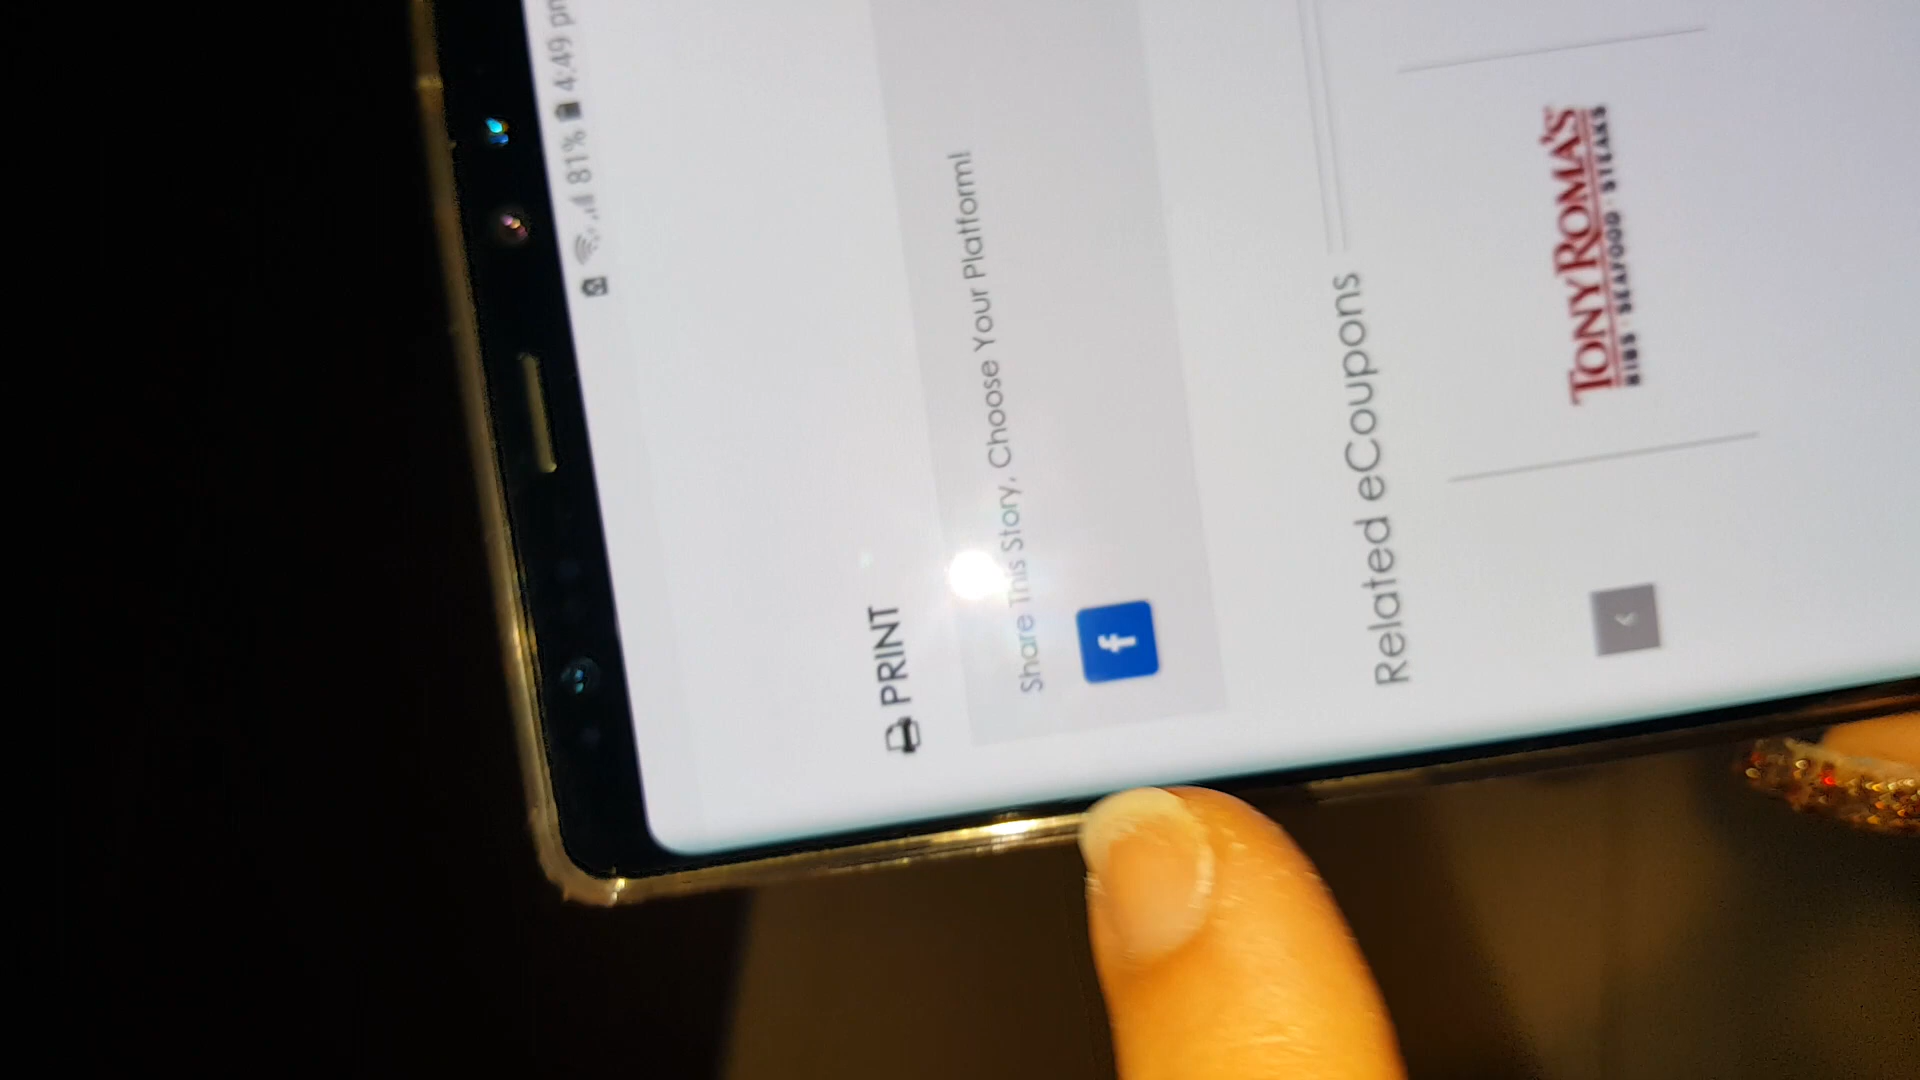 81% 4:49 pm
PRINT
Share This Story, Choose Your Platform!
f
Related eCoupons
TONY ROMA'S
RIBS · SEAFOOD · STEAKS
<